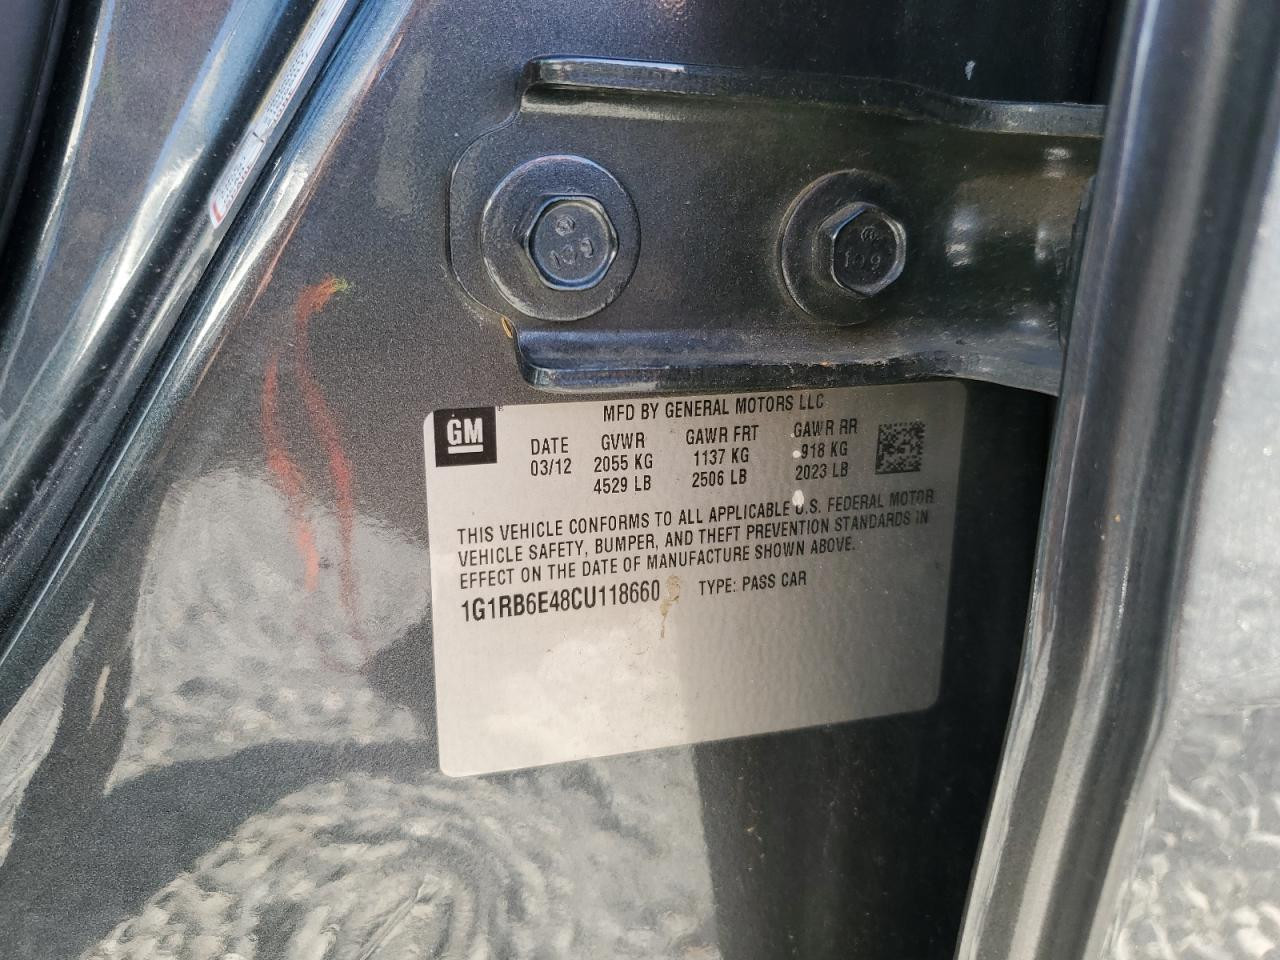 109
109
GM
MFD BY GENERAL MOTORS LLC
DATE GVWR GAWR FRT GAWR RR
03/12 2055 KG 1137 KG 918 KG
4529 LB 2506 LB 2023 LB
THIS VEHICLE CONFORMS TO ALL APPLICABLE U.S. FEDERAL MOTOR
VEHICLE SAFETY, BUMPER, AND THEFT PREVENTION STANDARDS IN
EFFECT ON THE DATE OF MANUFACTURE SHOWN ABOVE.
1G1RB6E48CU118660 TYPE: PASS CAR